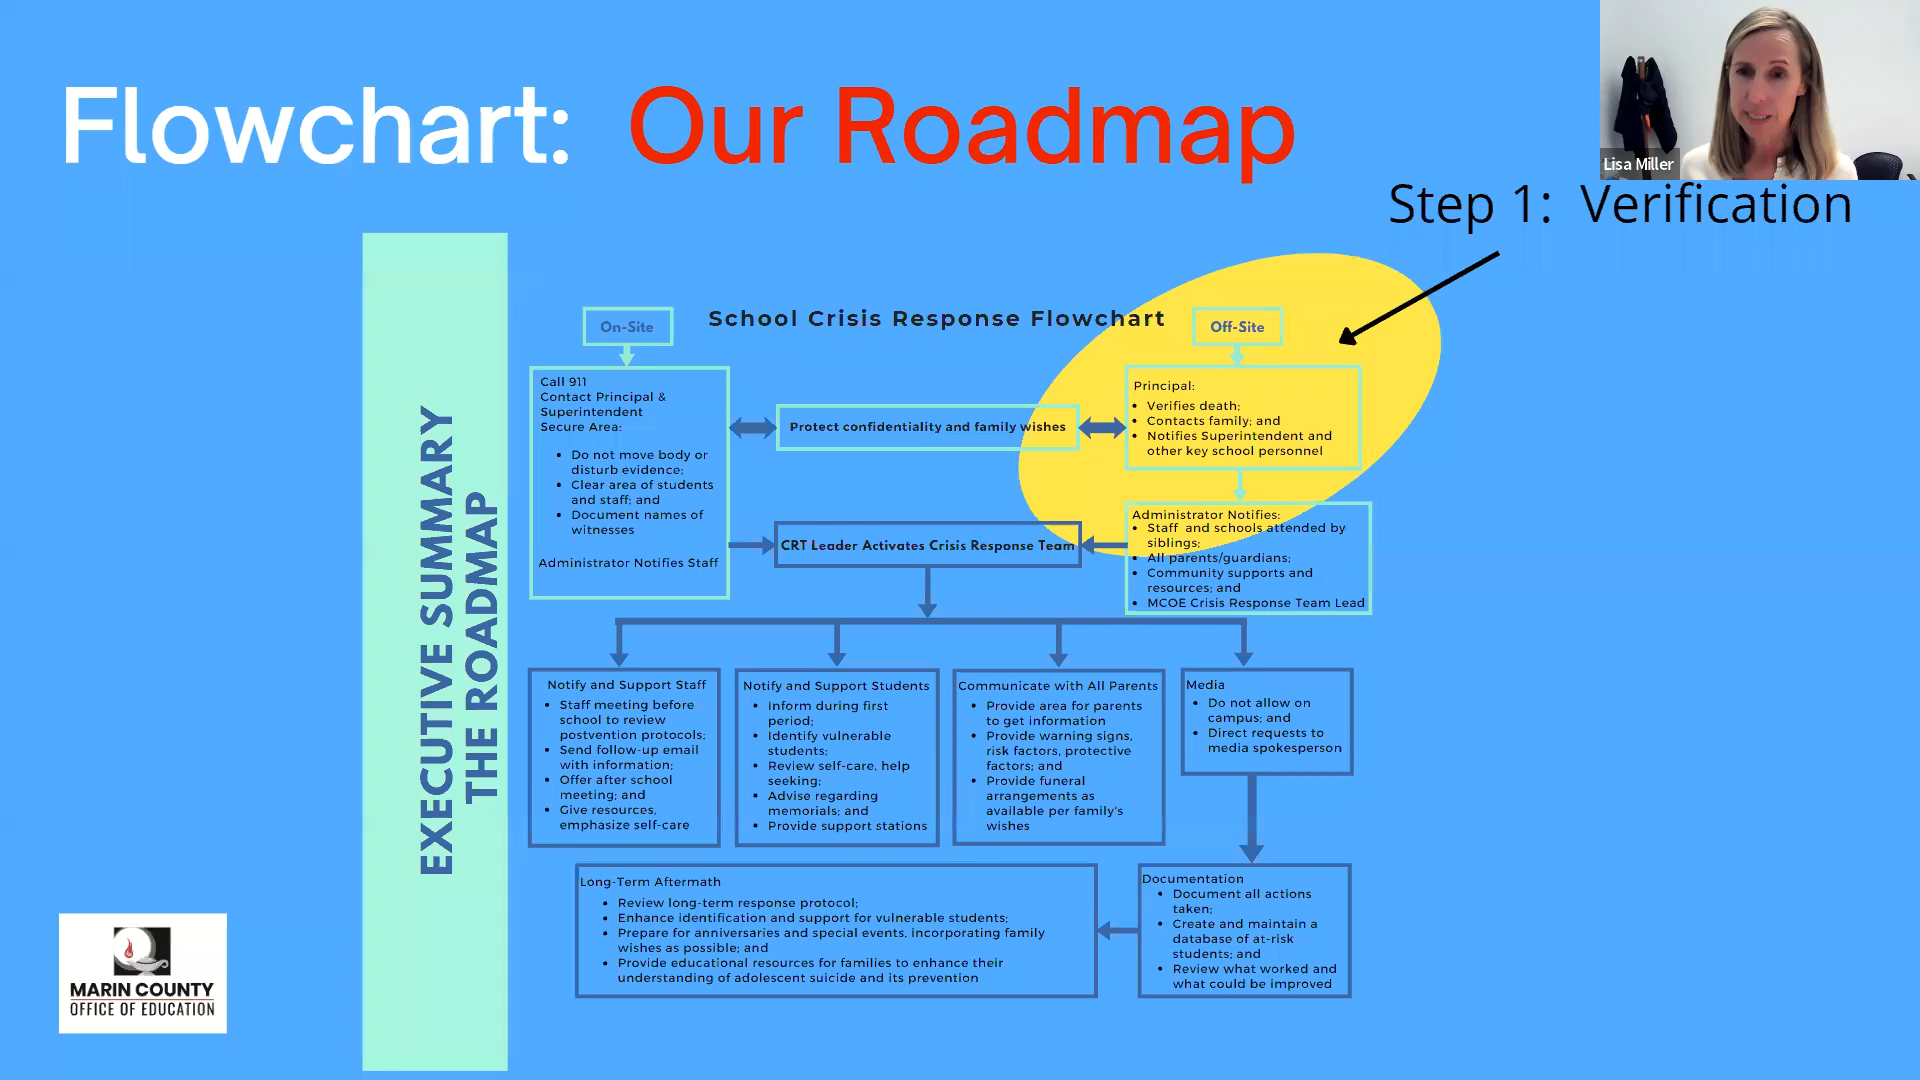 Flowchart: Our Roadmap
Lisa Miller
Step 1: Verification
EXECUTIVE SUMMARY
THE ROADMAP
School Crisis Response Flowchart
On-Site
Off-Site
Call 911
Contact Principal &
Superintendent
Secure Area:
• Do not move body or
disturb evidence;
• Clear area of students
and staff; and
• Document names of
witnesses
Administrator Notifies Staff
Protect confidentiality and family wishes
Principal:
• Verifies death;
• Contacts family; and
• Notifies Superintendent and
other key school personnel
CRT Leader Activates Crisis Response Team
Administrator Notifies:
• Staff and schools attended by
siblings;
• All parents/guardians;
• Community supports and
resources; and
• MCOE Crisis Response Team Lead
Notify and Support Staff
• Staff meeting before
school to review
postvention protocols;
• Send follow-up email
with information;
• Offer after school
meeting; and
• Give resources,
emphasize self-care
Notify and Support Students
• Inform during first
period;
• Identify vulnerable
students;
• Review self-care, help
seeking;
• Advise regarding
memorials; and
• Provide support stations
Communicate with All Parents
• Provide area for parents
to get information
• Provide warning signs,
risk factors, protective
factors; and
• Provide funeral
arrangements as
available per family's
wishes
Media
• Do not allow on
campus; and
• Direct requests to
media spokesperson
Long-Term Aftermath
• Review long-term response protocol;
• Enhance identification and support for vulnerable students;
• Prepare for anniversaries and special events, incorporating family
wishes as possible; and
• Provide educational resources for families to enhance their
understanding of adolescent suicide and its prevention
Documentation
• Document all actions
taken;
• Create and maintain a
database of at-risk
students; and
• Review what worked and
what could be improved
MARIN COUNTY
OFFICE OF EDUCATION